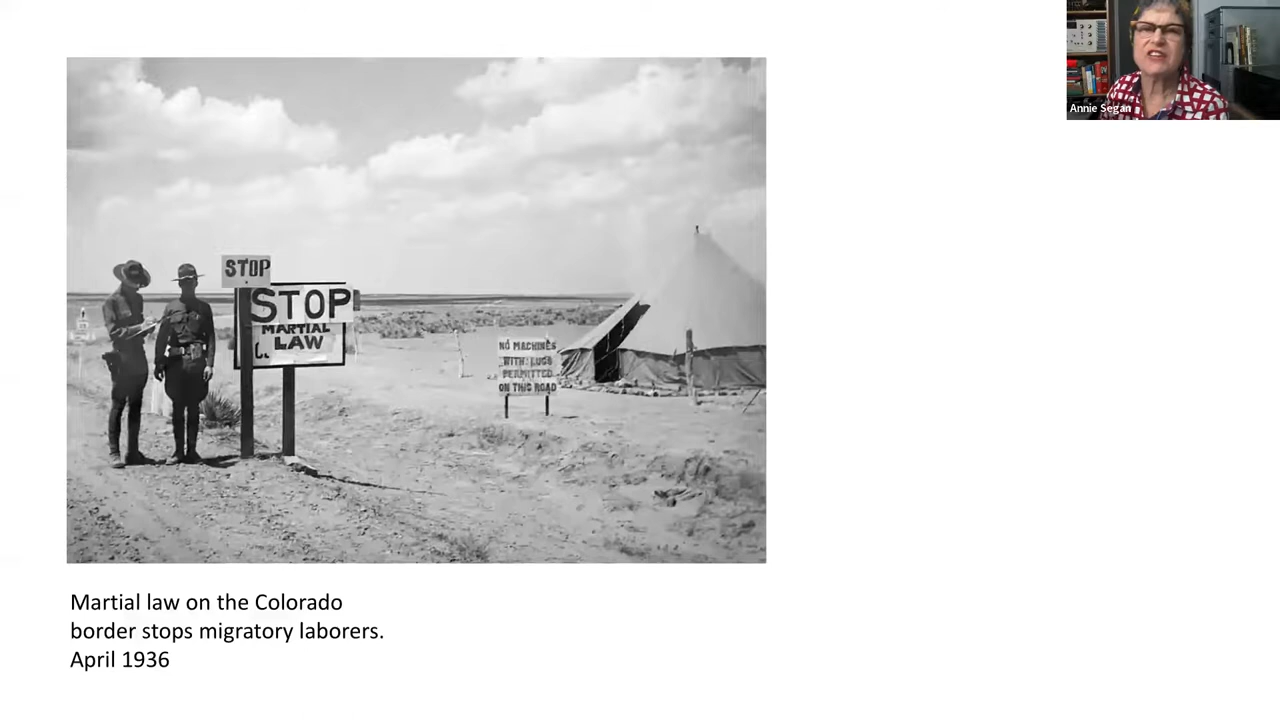 Annie Segan
STOP
STOP
MARTIAL
LAW
NO MACHINES
WITH LUGS
PERMITTED
ON THIS ROAD
Martial law on the Colorado
border stops migratory laborers.
April 1936